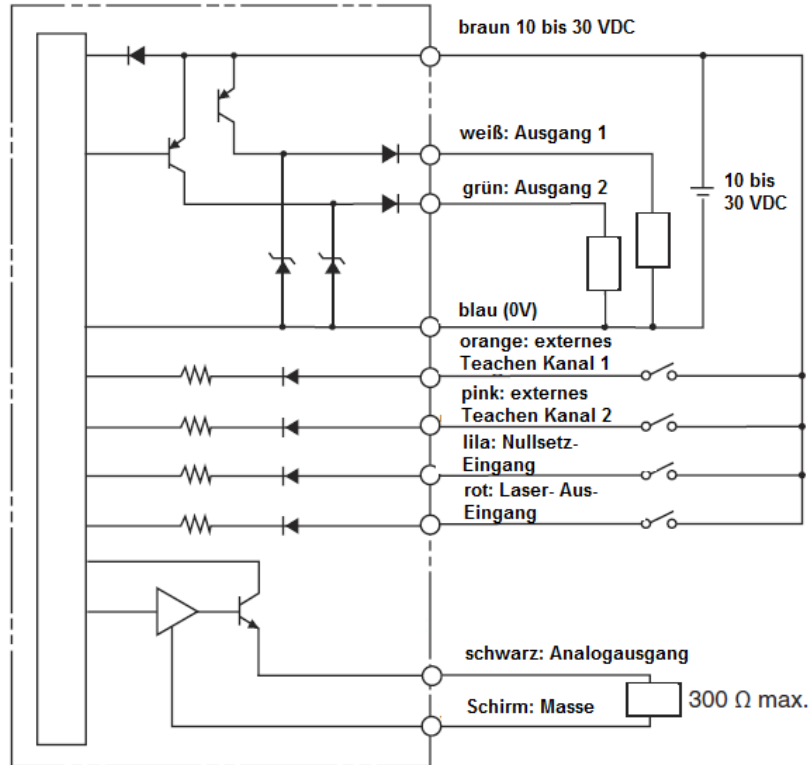 braun 10 bis 30 VDC
weiß: Ausgang 1
grün: Ausgang 2
10 bis
30 VDC
blau (0V)
orange: externes
Teachen Kanal 1
pink: externes
Teachen Kanal 2
lila: Nullsetz-
Eingang
rot: Laser- Aus-
Eingang
schwarz: Analogausgang
Schirm: Masse
300 Ω max.